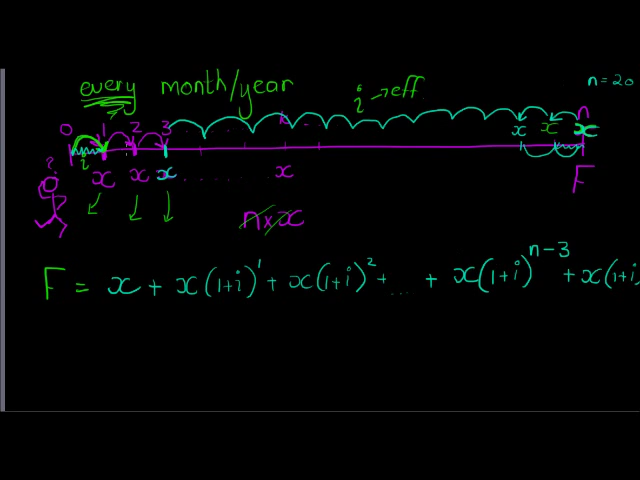 every month/year
i → eff
n = 20
0 1 2 3 . . . . k . . n
x x x
i x x x . . . . . . . . x F
n × x
F = x + x(1+i)^1 + x(1+i)^2 + ... + x(1+i)^{n-3} + x(1+i